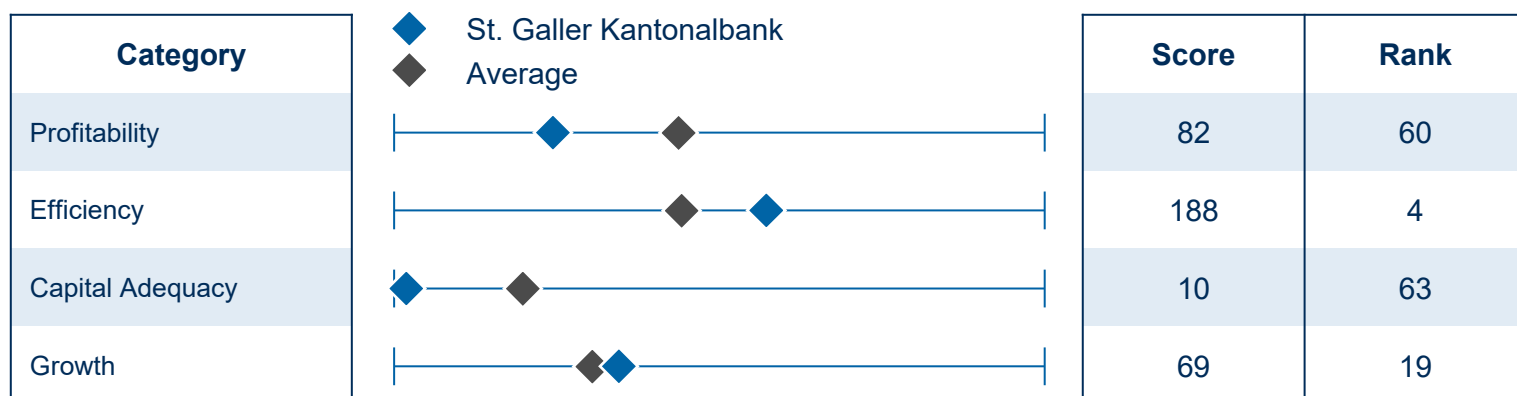 St. Galler Kantonalbank
Average
Category Score Rank
Profitability 82 60
Efficiency 188 4
Capital Adequacy 10 63
Growth 69 19